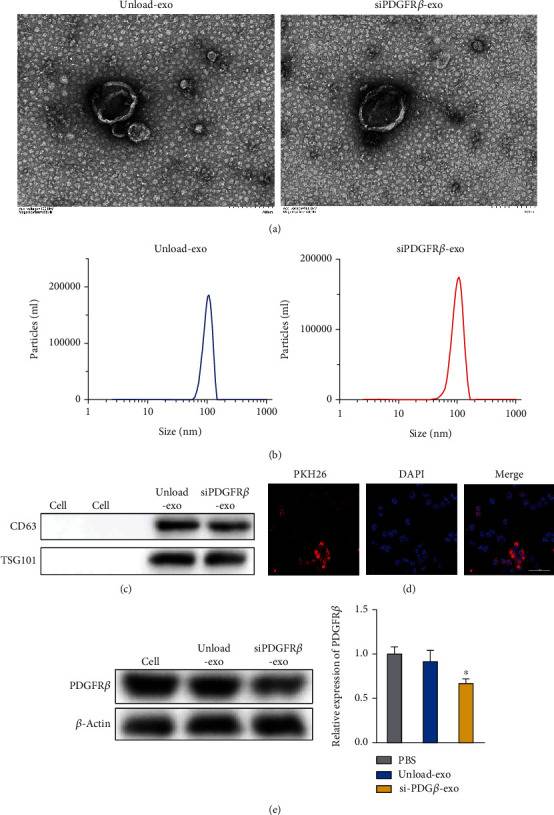 Unload-exo
siPDGFRβ-exo
(a)
Unload-exo
siPDGFRβ-exo
Particles (ml)
200000
100000
0
1
10
100
1000
Size (nm)
Particles (ml)
200000
100000
0
1
10
100
1000
Size (nm)
(b)
Cell
Cell
Unload
-exo
siPDGFRβ
-exo
CD63
TSG101
(c)
PKH26
DAPI
Merge
(d)
Cell
Unload
-exo
siPDGFRβ
-exo
PDGFRβ
β-Actin
Relative expression of PDGFRβ
1.5
1.0
0.5
0.0
*
PBS
Unload-exo
si-PDGβ-exo
(e)